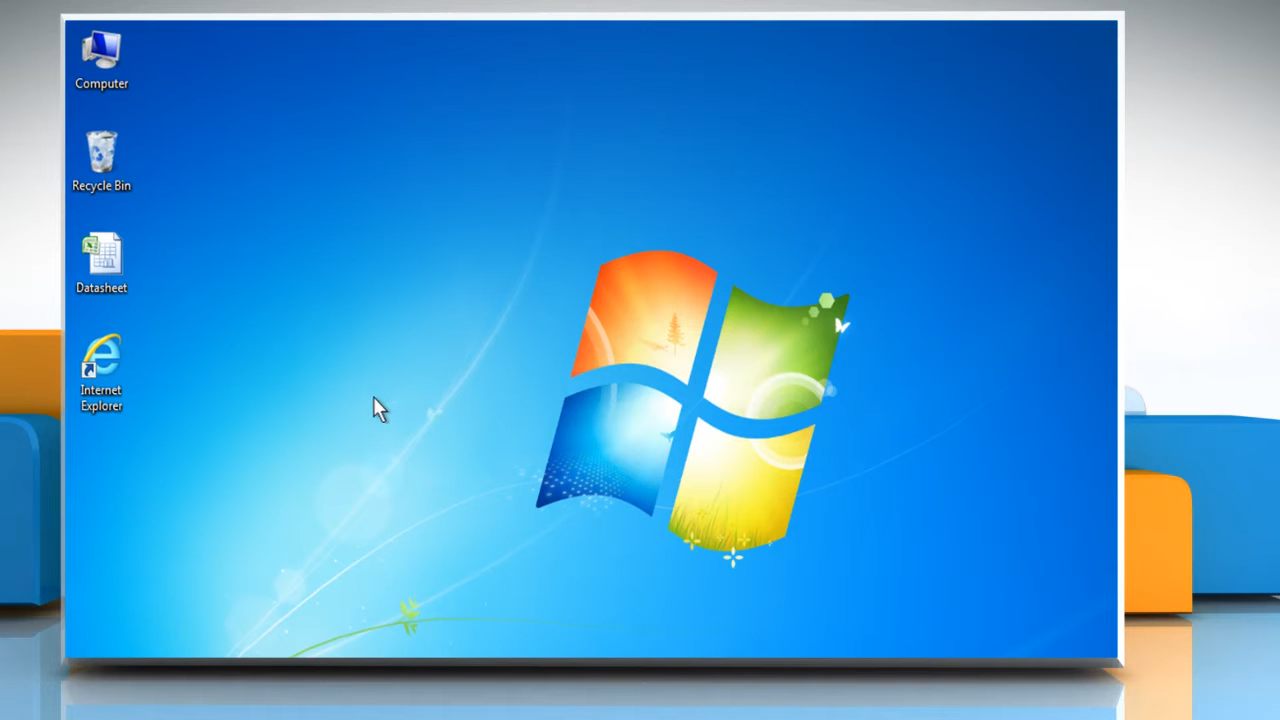 Computer
Recycle Bin
Datasheet
Internet
Explorer